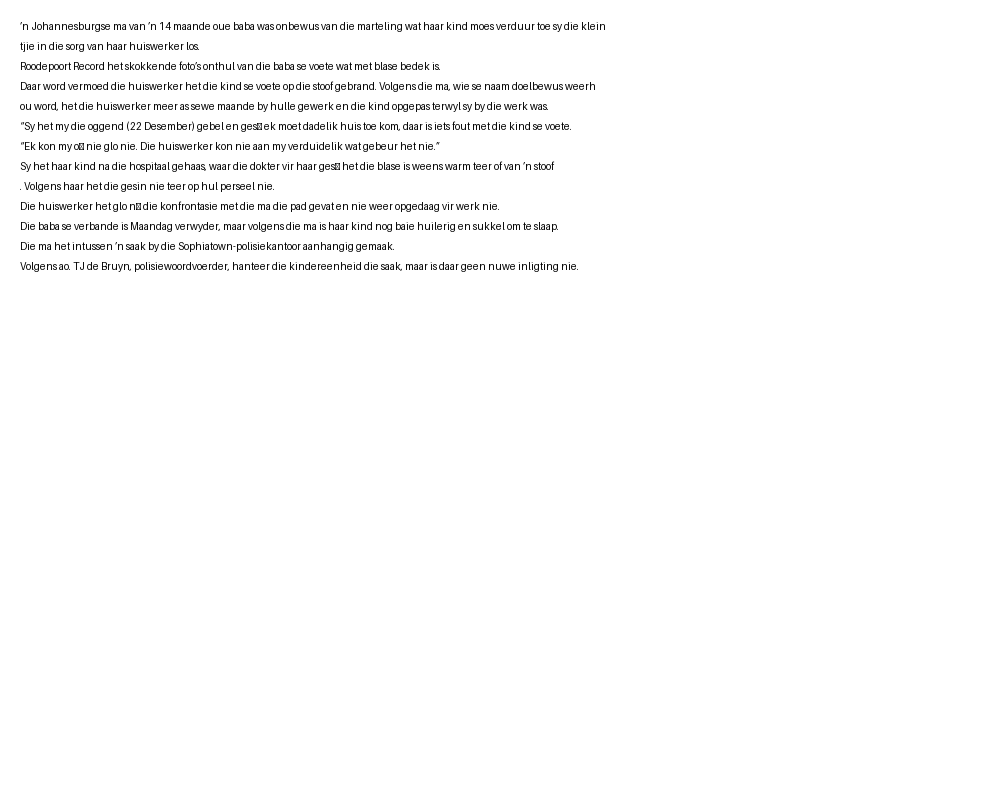 ’n Johannesburgse ma van ’n 14 maande oue baba was onbewus van die marteling wat haar kind moes verduur toe sy die klein
tjie in die sorg van haar huiswerker los.
Roodepoort Record het skokkende foto’s onthul van die baba se voete wat met blase bedek is.
Daar word vermoed die huiswerker het die kind se voete op die stoof gebrand. Volgens die ma, wie se naam doelbewus weerh
ou word, het die huiswerker meer as sewe maande by hulle gewerk en die kind opgepas terwyl sy by die werk was.
“Sy het my die oggend (22 Desember) gebel en ek moet dadelik huis toe kom, daar is iets fout met die kind se voete.
“Ek kon my nie glo nie. Die huiswerker kon nie aan my verduidelik wat gebeur het nie.”
Sy het haar kind na die hospitaal gehaas, waar die dokter vir haar het die blase is weens warm teer of van ’n stoof
. Volgens haar het die gesin nie teer op hul perseel nie.
Die huiswerker het glo die konfrontasie met die ma die pad gevat en nie weer opgedaag vir werk nie.
Die baba se verbande is Maandag verwyder, maar volgens die ma is haar kind nog baie huilerig en sukkel om te slaap.
Die ma het intussen ’n saak by die Sophiatown-polisiekantoor aanhangig gemaak.
Volgens ao. TJ de Bruyn, polisiewoordvoerder, hanteer die kindereenheid die saak, maar is daar geen nuwe inligting nie.